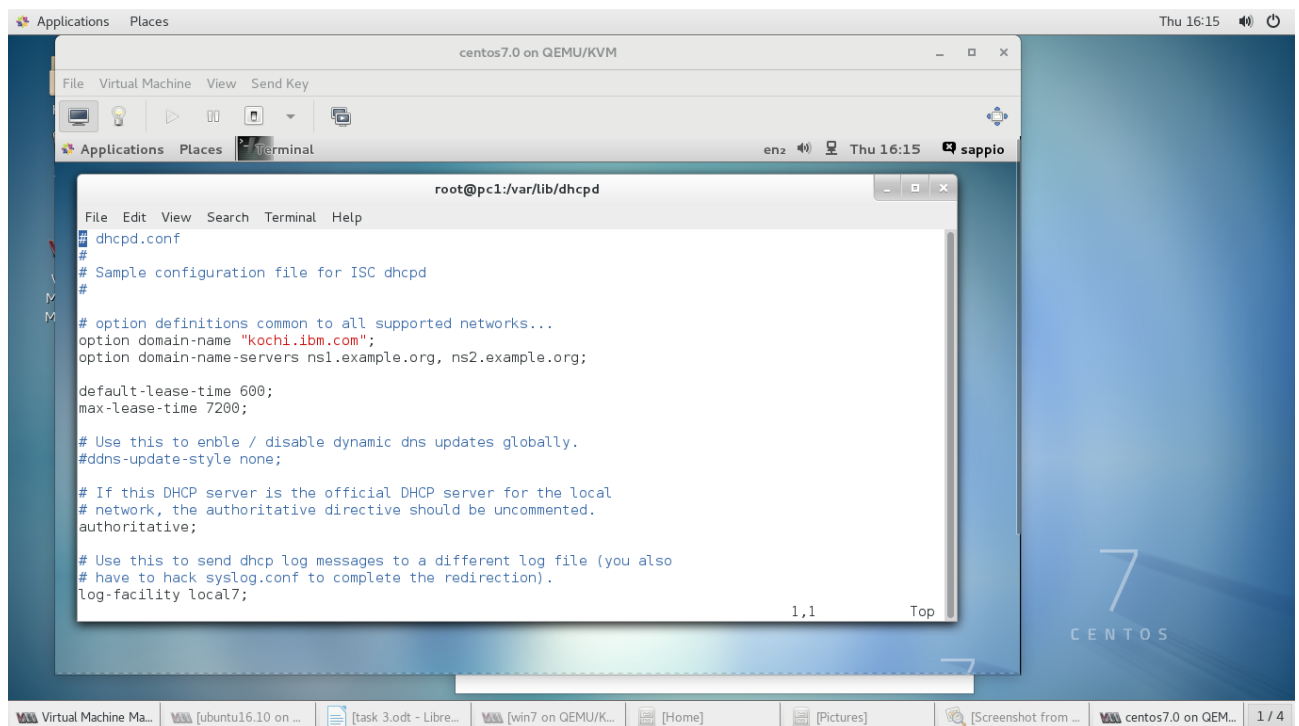 Applications Places Thu 16:15
centos7.0 on QEMU/KVM
File Virtual Machine View Send Key
Applications Places Terminal en2 Thu 16:15 sappio
root@pc1:/var/lib/dhcpd
File Edit View Search Terminal Help
# dhcpd.conf
#
# Sample configuration file for ISC dhcpd
#
# option definitions common to all supported networks...
option domain-name "kochi.ibm.com";
option domain-name-servers ns1.example.org, ns2.example.org;
default-lease-time 600;
max-lease-time 7200;
# Use this to enble / disable dynamic dns updates globally.
#ddns-update-style none;
# If this DHCP server is the official DHCP server for the local
# network, the authoritative directive should be uncommented.
authoritative;
# Use this to send dhcp log messages to a different log file (you also
# have to hack syslog.conf to complete the redirection).
log-facility local7;
1,1 Top
7
CENTOS
Virtual Machine Ma... [ubuntu16.10 on ... [task 3.odt - Libre... [win7 on QEMU/K... [Home] [Pictures] [Screenshot from ... centos7.0 on QEM... 1 / 4